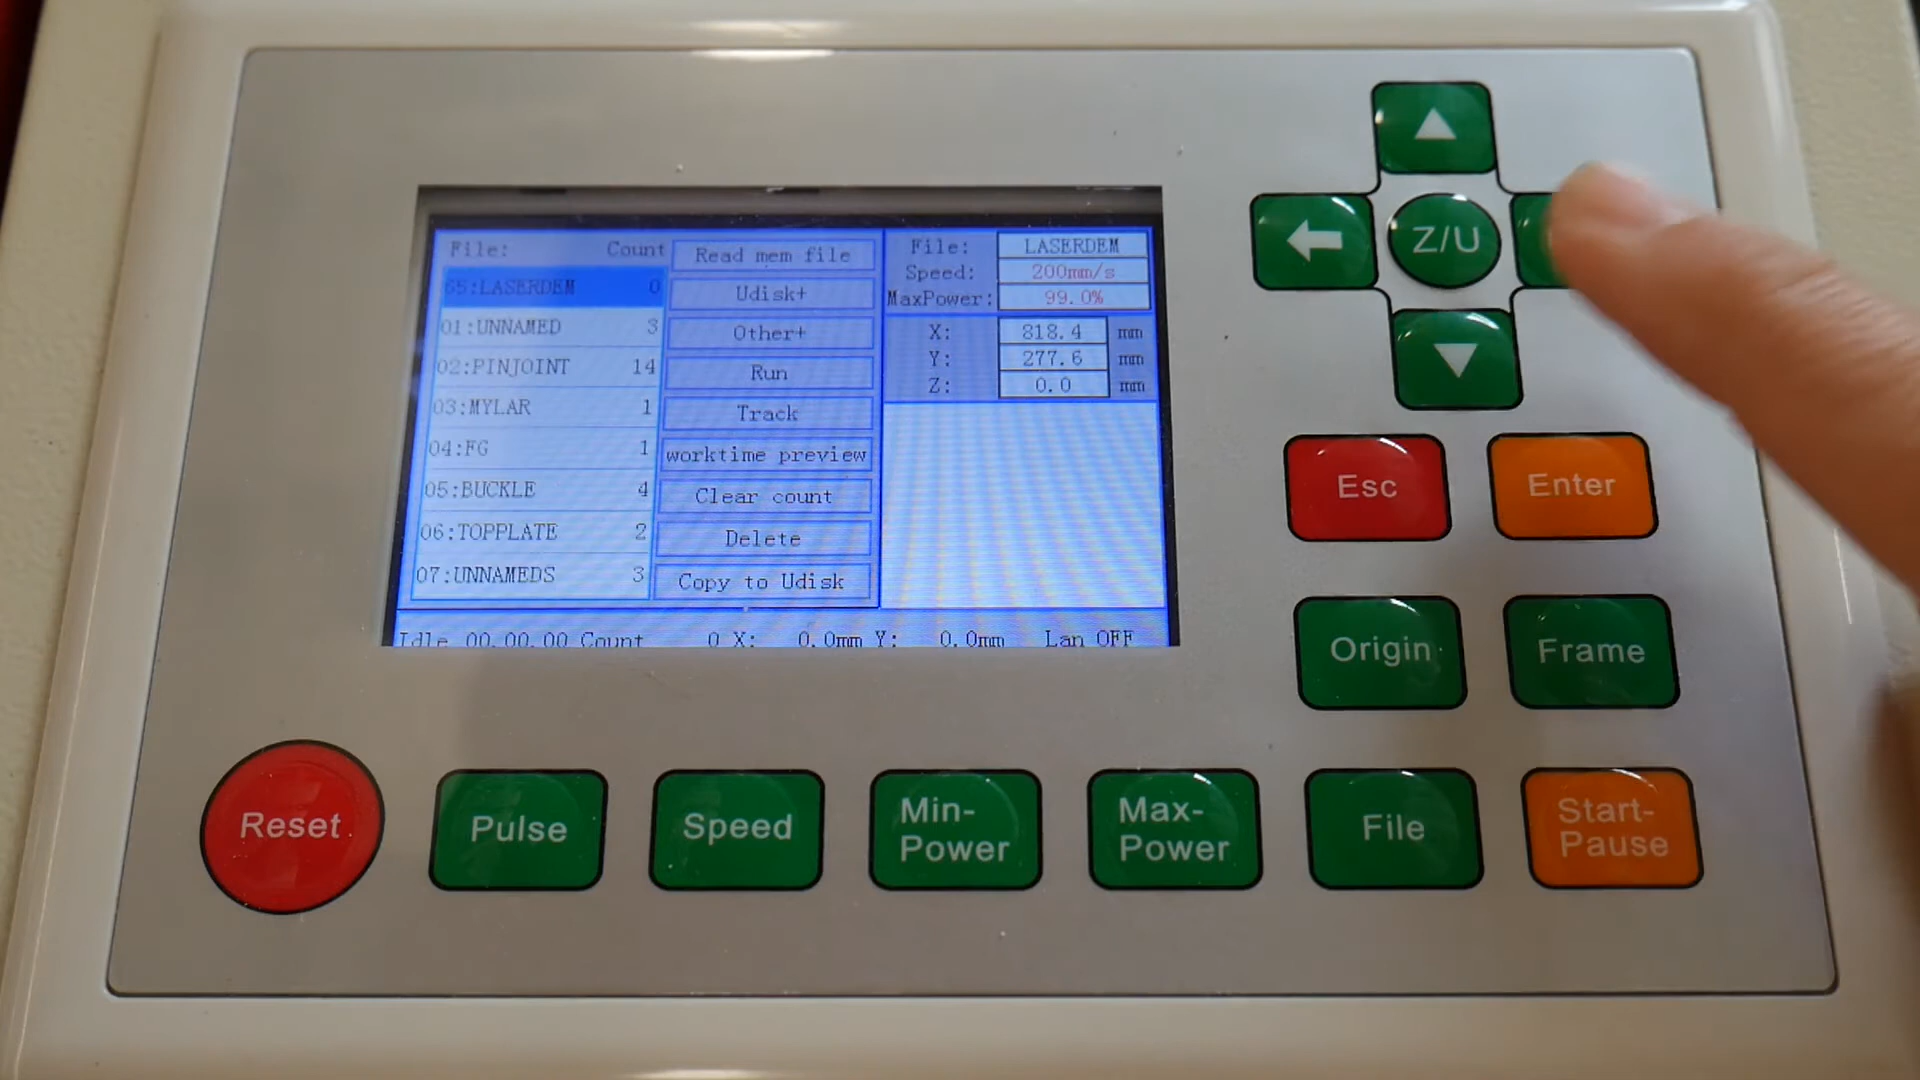 File: Count
65:LASERDEM 0
01:UNNAMED 3
02:PINJOINT 14
03:MYLAR 1
04:FG 1
05:BUCKLE 4
06:TOPPLATE 2
07:UNNAMEDS 3
Read mem file
Udisk+
Other+
Run
Track
worktime preview
Clear count
Delete
Copy to Udisk
File: LASERDEM
Speed: 200mm/s
MaxPower: 99.0%
X: 818.4 mm
Y: 277.6 mm
Z: 0.0 mm
Idle 00.00.00 Count 0 X: 0.0mm Y: 0.0mm Lan OFF
Z/U
Esc
Enter
Origin
Frame
Reset
Pulse
Speed
Min-
Power
Max-
Power
File
Start-
Pause